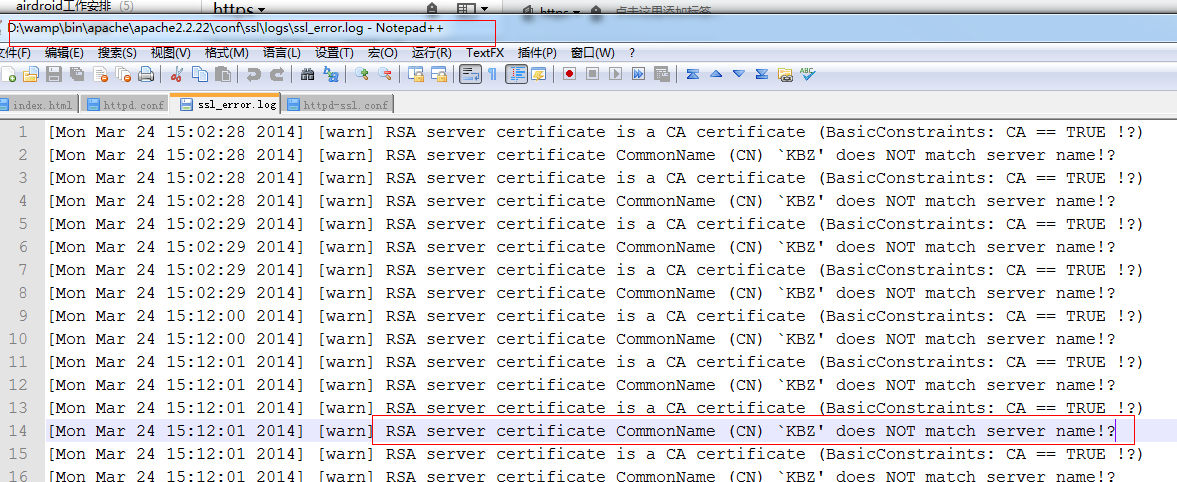 airdroid工作安排 (5)
https
https
点击这里添加标签
D:\wamp\bin\apache\apache2.2.22\conf\ssl\logs\ssl_error.log - Notepad++
文件(F) 编辑(E) 搜索(S) 视图(V) 格式(M) 语言(L) 设置(T) 宏(O) 运行(R) TextFX 插件(P) 窗口(W) ?
index.html httpd.conf ssl_error.log httpd-ssl.conf
1 [Mon Mar 24 15:02:28 2014] [warn] RSA server certificate is a CA certificate (BasicConstraints: CA == TRUE !?)
2 [Mon Mar 24 15:02:28 2014] [warn] RSA server certificate CommonName (CN) `KBZ' does NOT match server name!?
3 [Mon Mar 24 15:02:28 2014] [warn] RSA server certificate is a CA certificate (BasicConstraints: CA == TRUE !?)
4 [Mon Mar 24 15:02:28 2014] [warn] RSA server certificate CommonName (CN) `KBZ' does NOT match server name!?
5 [Mon Mar 24 15:02:29 2014] [warn] RSA server certificate is a CA certificate (BasicConstraints: CA == TRUE !?)
6 [Mon Mar 24 15:02:29 2014] [warn] RSA server certificate CommonName (CN) `KBZ' does NOT match server name!?
7 [Mon Mar 24 15:02:29 2014] [warn] RSA server certificate is a CA certificate (BasicConstraints: CA == TRUE !?)
8 [Mon Mar 24 15:02:29 2014] [warn] RSA server certificate CommonName (CN) `KBZ' does NOT match server name!?
9 [Mon Mar 24 15:12:00 2014] [warn] RSA server certificate is a CA certificate (BasicConstraints: CA == TRUE !?)
10 [Mon Mar 24 15:12:00 2014] [warn] RSA server certificate CommonName (CN) `KBZ' does NOT match server name!?
11 [Mon Mar 24 15:12:01 2014] [warn] RSA server certificate is a CA certificate (BasicConstraints: CA == TRUE !?)
12 [Mon Mar 24 15:12:01 2014] [warn] RSA server certificate CommonName (CN) `KBZ' does NOT match server name!?
13 [Mon Mar 24 15:12:01 2014] [warn] RSA server certificate is a CA certificate (BasicConstraints: CA == TRUE !?)
14 [Mon Mar 24 15:12:01 2014] [warn] RSA server certificate CommonName (CN) `KBZ' does NOT match server name!?
15 [Mon Mar 24 15:12:01 2014] [warn] RSA server certificate is a CA certificate (BasicConstraints: CA == TRUE !?)
16 [Mon Mar 24 15:12:01 2014] [warn] RSA server certificate CommonName (CN) `KBZ' does NOT match server name!?